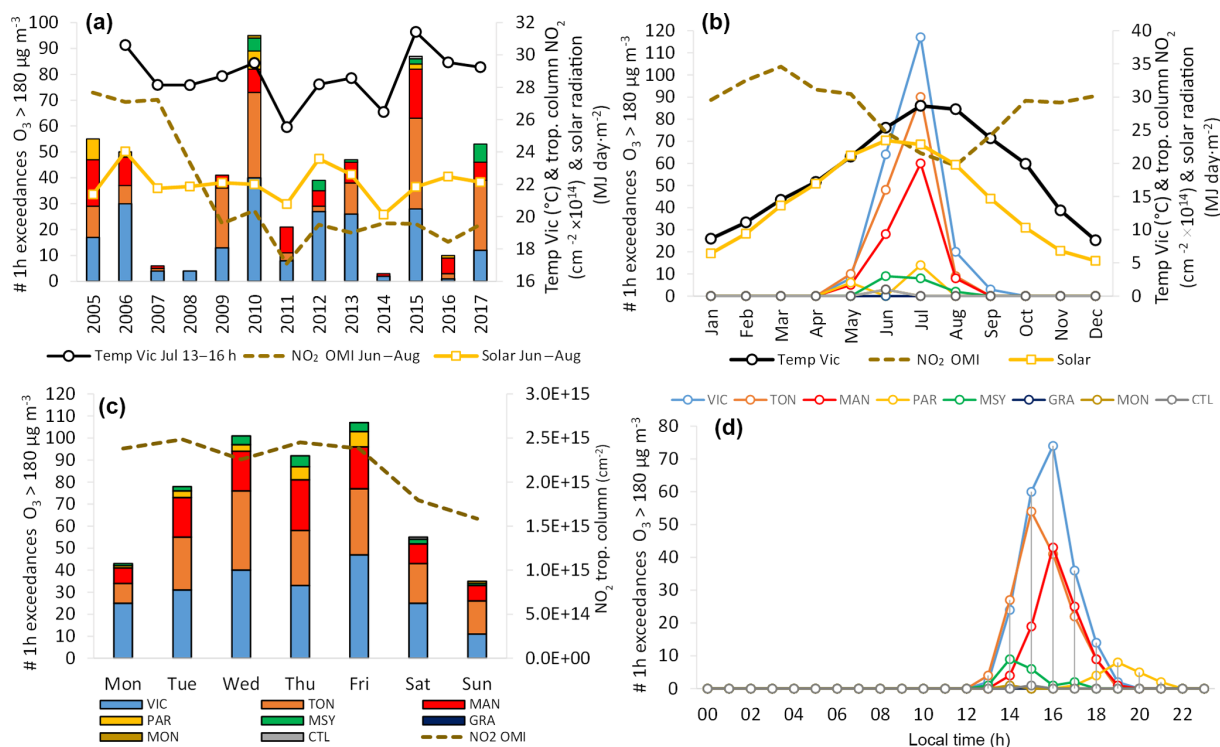 (a)
# 1h exceedances O₃ > 180 µg m⁻³
100
90
80
70
60
50
40
30
20
10
0
32
30
28
26
24
22
20
18
16
Temp Vic (°C) & trop. column NO₂
(cm⁻² ×10¹⁴) & solar radiation
(MJ day·m⁻²)
2005 2006 2007 2008 2009 2010 2011 2012 2013 2014 2015 2016 2017
Temp Vic Jul 13–16 h NO₂ OMI Jun–Aug Solar Jun–Aug
(b)
# 1h exceedances O₃ > 180 µg m⁻³
120
110
100
90
80
70
60
50
40
30
20
10
0
40
35
30
25
20
15
10
5
0
Temp Vic (°C) & trop. column NO₂
(cm⁻² ×10¹⁴) & solar radiation
(MJ day·m⁻²)
Jan Feb Mar Apr May Jun Jul Aug Sep Oct Nov Dec
Temp Vic NO₂ OMI Solar
VIC TON MAN PAR MSY GRA MON CTL
(c)
# 1h exceedances O₃ > 180 µg m⁻³
120
110
100
90
80
70
60
50
40
30
20
10
0
3.0E+15
2.5E+15
2.0E+15
1.5E+15
1.0E+15
5.0E+14
0.0E+00
NO₂ trop. column (cm⁻²)
Mon Tue Wed Thu Fri Sat Sun
VIC TON MAN
PAR MSY GRA
MON CTL NO2 OMI
(d)
# 1h exceedances O₃ > 180 µg m⁻³
80
70
60
50
40
30
20
10
0
00 02 04 06 08 10 12 14 16 18 20 22
Local time (h)